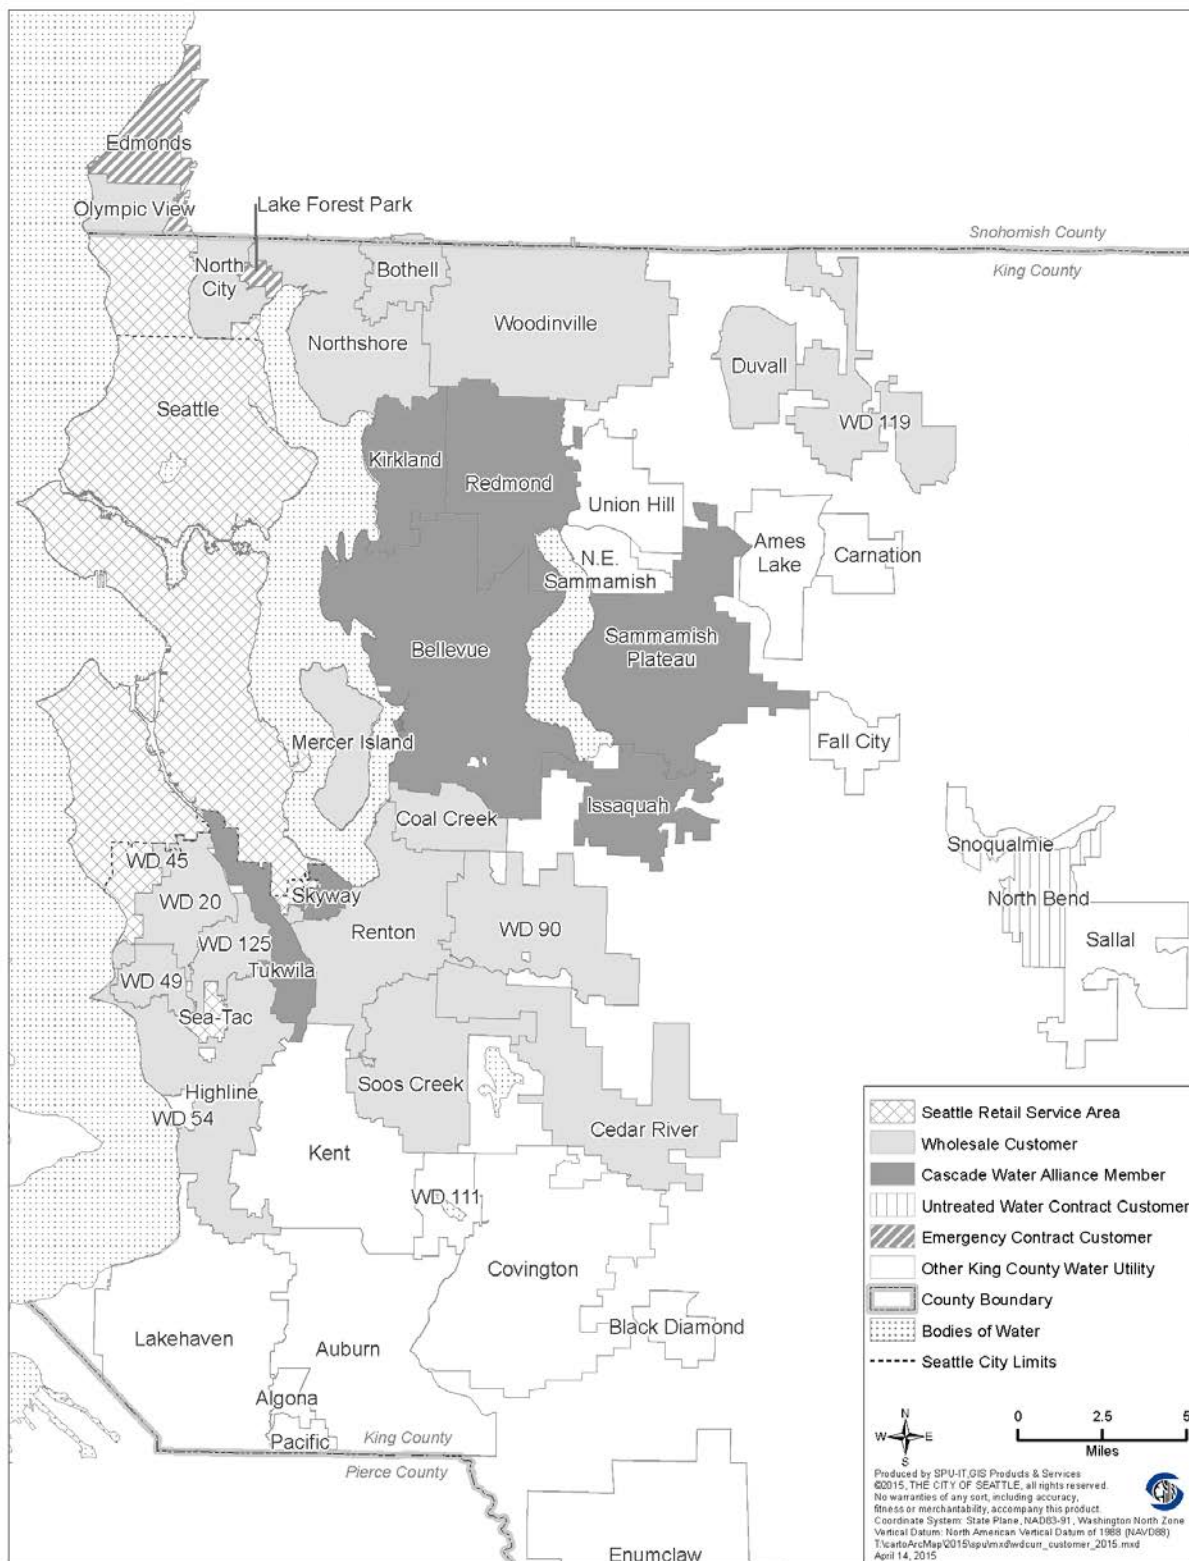 Edmonds
Olympic View
Lake Forest Park
Snohomish County
King County
North
City
Bothell
Woodinville
Northshore
Duvall
Seattle
WD 119
Kirkland
Redmond
Union Hill
N.E.
Sammamish
Ames
Lake
Carnation
Bellevue
Sammamish
Plateau
Mercer Island
Fall City
Issaquah
Coal Creek
Snoqualmie
WD 45
Skyway
North Bend
WD 20
Renton
WD 90
Sallal
WD 125
Tukwila
WD 49
Sea-Tac
Highline
Soos Creek
WD 54
Cedar River
Kent
WD 111
Covington
Lakehaven
Auburn
Black Diamond
Algona
Pacific
King County
Pierce County
Enumclaw
Seattle Retail Service Area
Wholesale Customer
Cascade Water Alliance Member
Untreated Water Contract Customer
Emergency Contract Customer
Other King County Water Utility
County Boundary
Bodies of Water
Seattle City Limits
N
W E
S
0 2.5 5
Miles
Produced by SPU-IT,GIS Products & Services
©2015, THE CITY OF SEATTLE, all rights reserved.
No warranties of any sort, including accuracy,
fitness or merchantability, accompany this product.
Coordinate System: State Plane, NAD83-91, Washington North Zone
Vertical Datum: North American Vertical Datum of 1988 (NAVD88)
T:\cartoArcMap\2015\spu\mxd\wdcurr_customer_2015.mxd
April 14, 2015